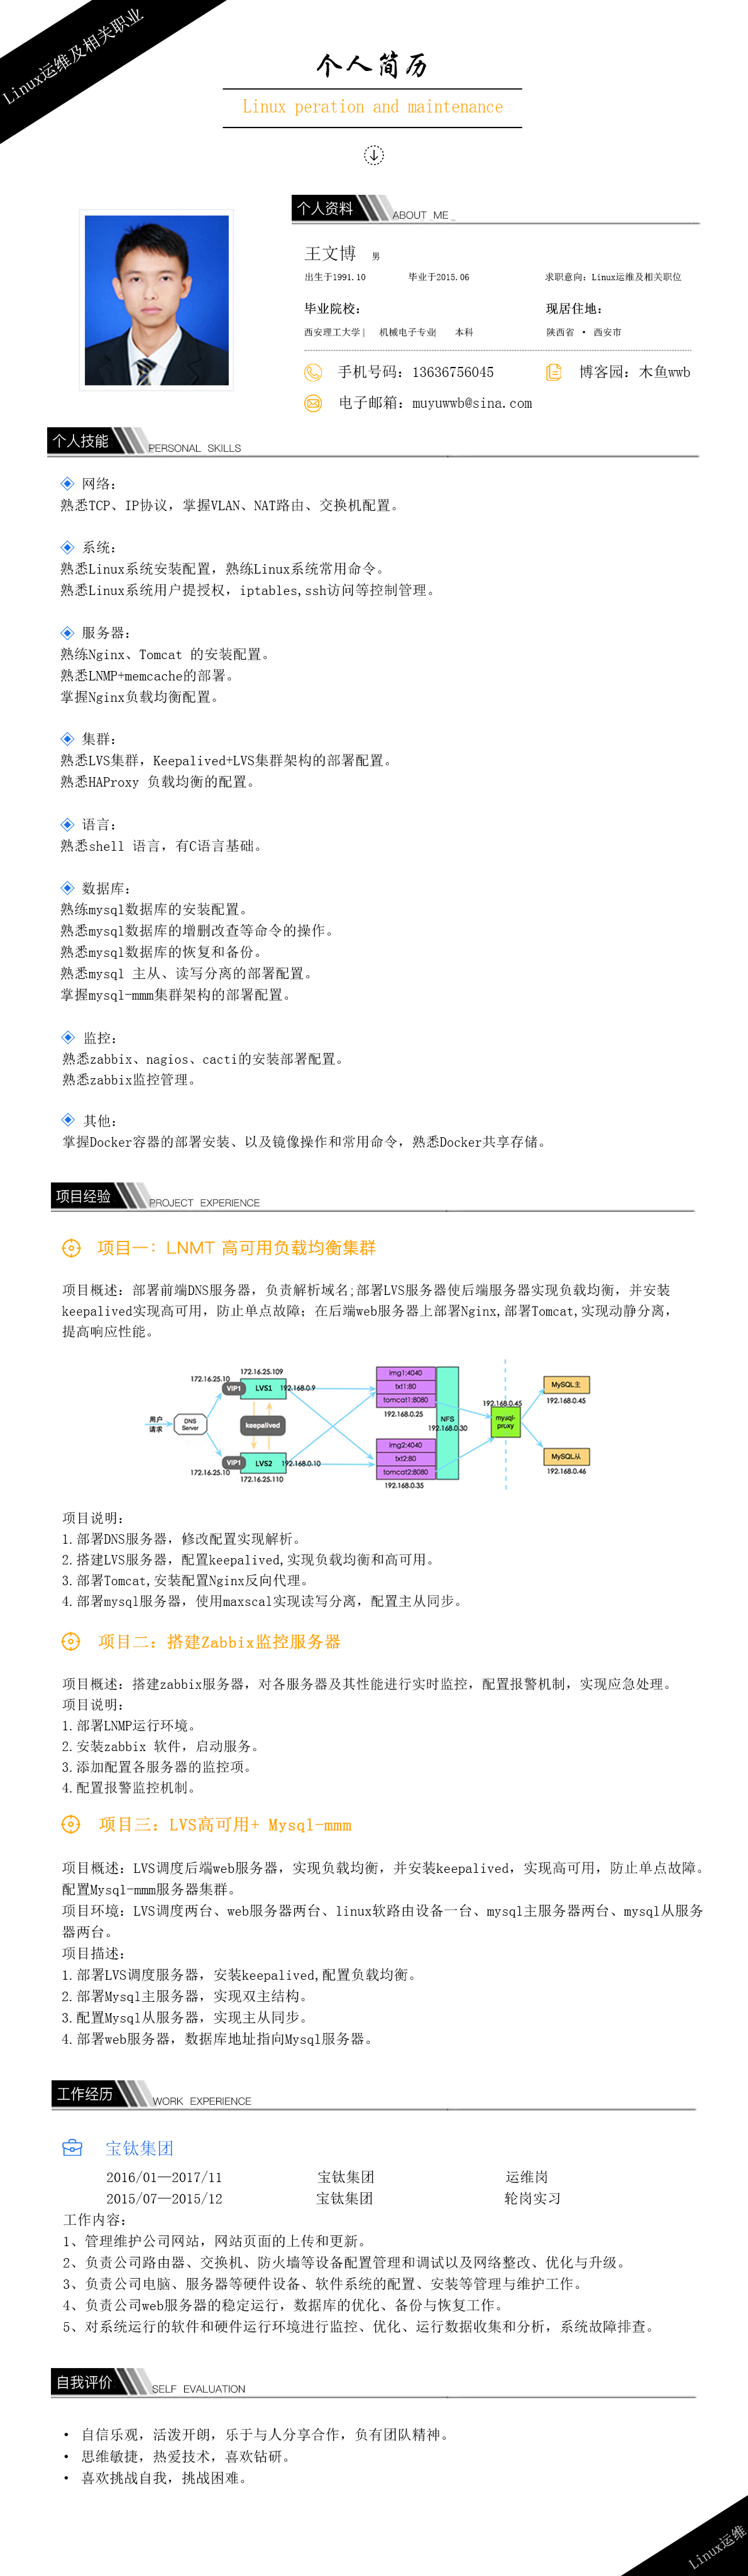 Linux运维及相关职业
个人简历
Linux peration and maintenance
个人资料 ABOUT _ME _
王文博 男
出生于1991.10 毕业于2015.06 求职意向：Linux运维及相关职位
毕业院校： 现居住地：
西安理工大学| 机械电子专业| 本科 陕西省 • 西安市
手机号码：13636756045 博客园：木鱼wwb
电子邮箱：muyuwwb@sina.com
个人技能 PERSONAL SKILLS
网络：
熟悉TCP、IP协议，掌握VLAN、NAT路由、交换机配置。
系统：
熟悉Linux系统安装配置，熟练Linux系统常用命令。
熟悉Linux系统用户提授权，iptables,ssh访问等控制管理。
服务器：
熟练Nginx、Tomcat 的安装配置。
熟悉LNMP+memcache的部署。
掌握Nginx负载均衡配置。
集群：
熟悉LVS集群，Keepalived+LVS集群架构的部署配置。
熟悉HAProxy 负载均衡的配置。
语言：
熟悉shell 语言，有C语言基础。
数据库：
熟练mysql数据库的安装配置。
熟悉mysql数据库的增删改查等命令的操作。
熟悉mysql数据库的恢复和备份。
熟悉mysql 主从、读写分离的部署配置。
掌握mysql-mmm集群架构的部署配置。
监控：
熟悉zabbix、nagios、cacti的安装部署配置。
熟悉zabbix监控管理。
其他：
掌握Docker容器的部署安装、以及镜像操作和常用命令，熟悉Docker共享存储。
项目经验 PROJECT EXPERIENCE
项目一：LNMT 高可用负载均衡集群
项目概述：部署前端DNS服务器，负责解析域名;部署LVS服务器使后端服务器实现负载均衡，并安装
keepalived实现高可用，防止单点故障；在后端web服务器上部署Nginx,部署Tomcat,实现动静分离，
提高响应性能。
172.16.25.109
172.16.25.10 VIP1 LVS1 192.168.0.9
img1:4040
txt1:80
tomcat1:8080
192.168.0.25
MySQL主
192.168.0.45
用户
请求
DNS
Server
keepalived
NFS
192.168.0.30
192.168.0.45
mysql-
proxy
VIP1 LVS2 192.168.0.10
172.16.25.10
172.16.25.110
img2:4040
txt2:80
tomcat2:8080
192.168.0.35
MySQL从
192.168.0.46
项目说明：
1.部署DNS服务器，修改配置实现解析。
2.搭建LVS服务器，配置keepalived,实现负载均衡和高可用。
3.部署Tomcat,安装配置Nginx反向代理。
4.部署mysql服务器，使用maxscal实现读写分离，配置主从同步。
项目二：搭建Zabbix监控服务器
项目概述：搭建zabbix服务器，对各服务器及其性能进行实时监控，配置报警机制，实现应急处理。
项目说明：
1.部署LNMP运行环境。
2.安装zabbix 软件，启动服务。
3.添加配置各服务器的监控项。
4.配置报警监控机制。
项目三：LVS高可用+ Mysql-mmm
项目概述：LVS调度后端web服务器，实现负载均衡，并安装keepalived，实现高可用，防止单点故障。
配置Mysql-mmm服务器集群。
项目环境：LVS调度两台、web服务器两台、linux软路由设备一台、mysql主服务器两台、mysql从服务
器两台。
项目描述：
1.部署LVS调度服务器，安装keepalived,配置负载均衡。
2.部署Mysql主服务器，实现双主结构。
3.配置Mysql从服务器，实现主从同步。
4.部署web服务器，数据库地址指向Mysql服务器。
工作经历 WORK EXPERIENCE
宝钛集团
2016/01—2017/11 宝钛集团 运维岗
2015/07—2015/12 宝钛集团 轮岗实习
工作内容：
1、管理维护公司网站，网站页面的上传和更新。
2、负责公司路由器、交换机、防火墙等设备配置管理和调试以及网络整改、优化与升级。
3、负责公司电脑、服务器等硬件设备、软件系统的配置、安装等管理与维护工作。
4、负责公司web服务器的稳定运行，数据库的优化、备份与恢复工作。
5、对系统运行的软件和硬件运行环境进行监控、优化、运行数据收集和分析，系统故障排查。
自我评价 SELF EVALUATION
• 自信乐观，活泼开朗，乐于与人分享合作，负有团队精神。
• 思维敏捷，热爱技术，喜欢钻研。
• 喜欢挑战自我，挑战困难。
Linux运维